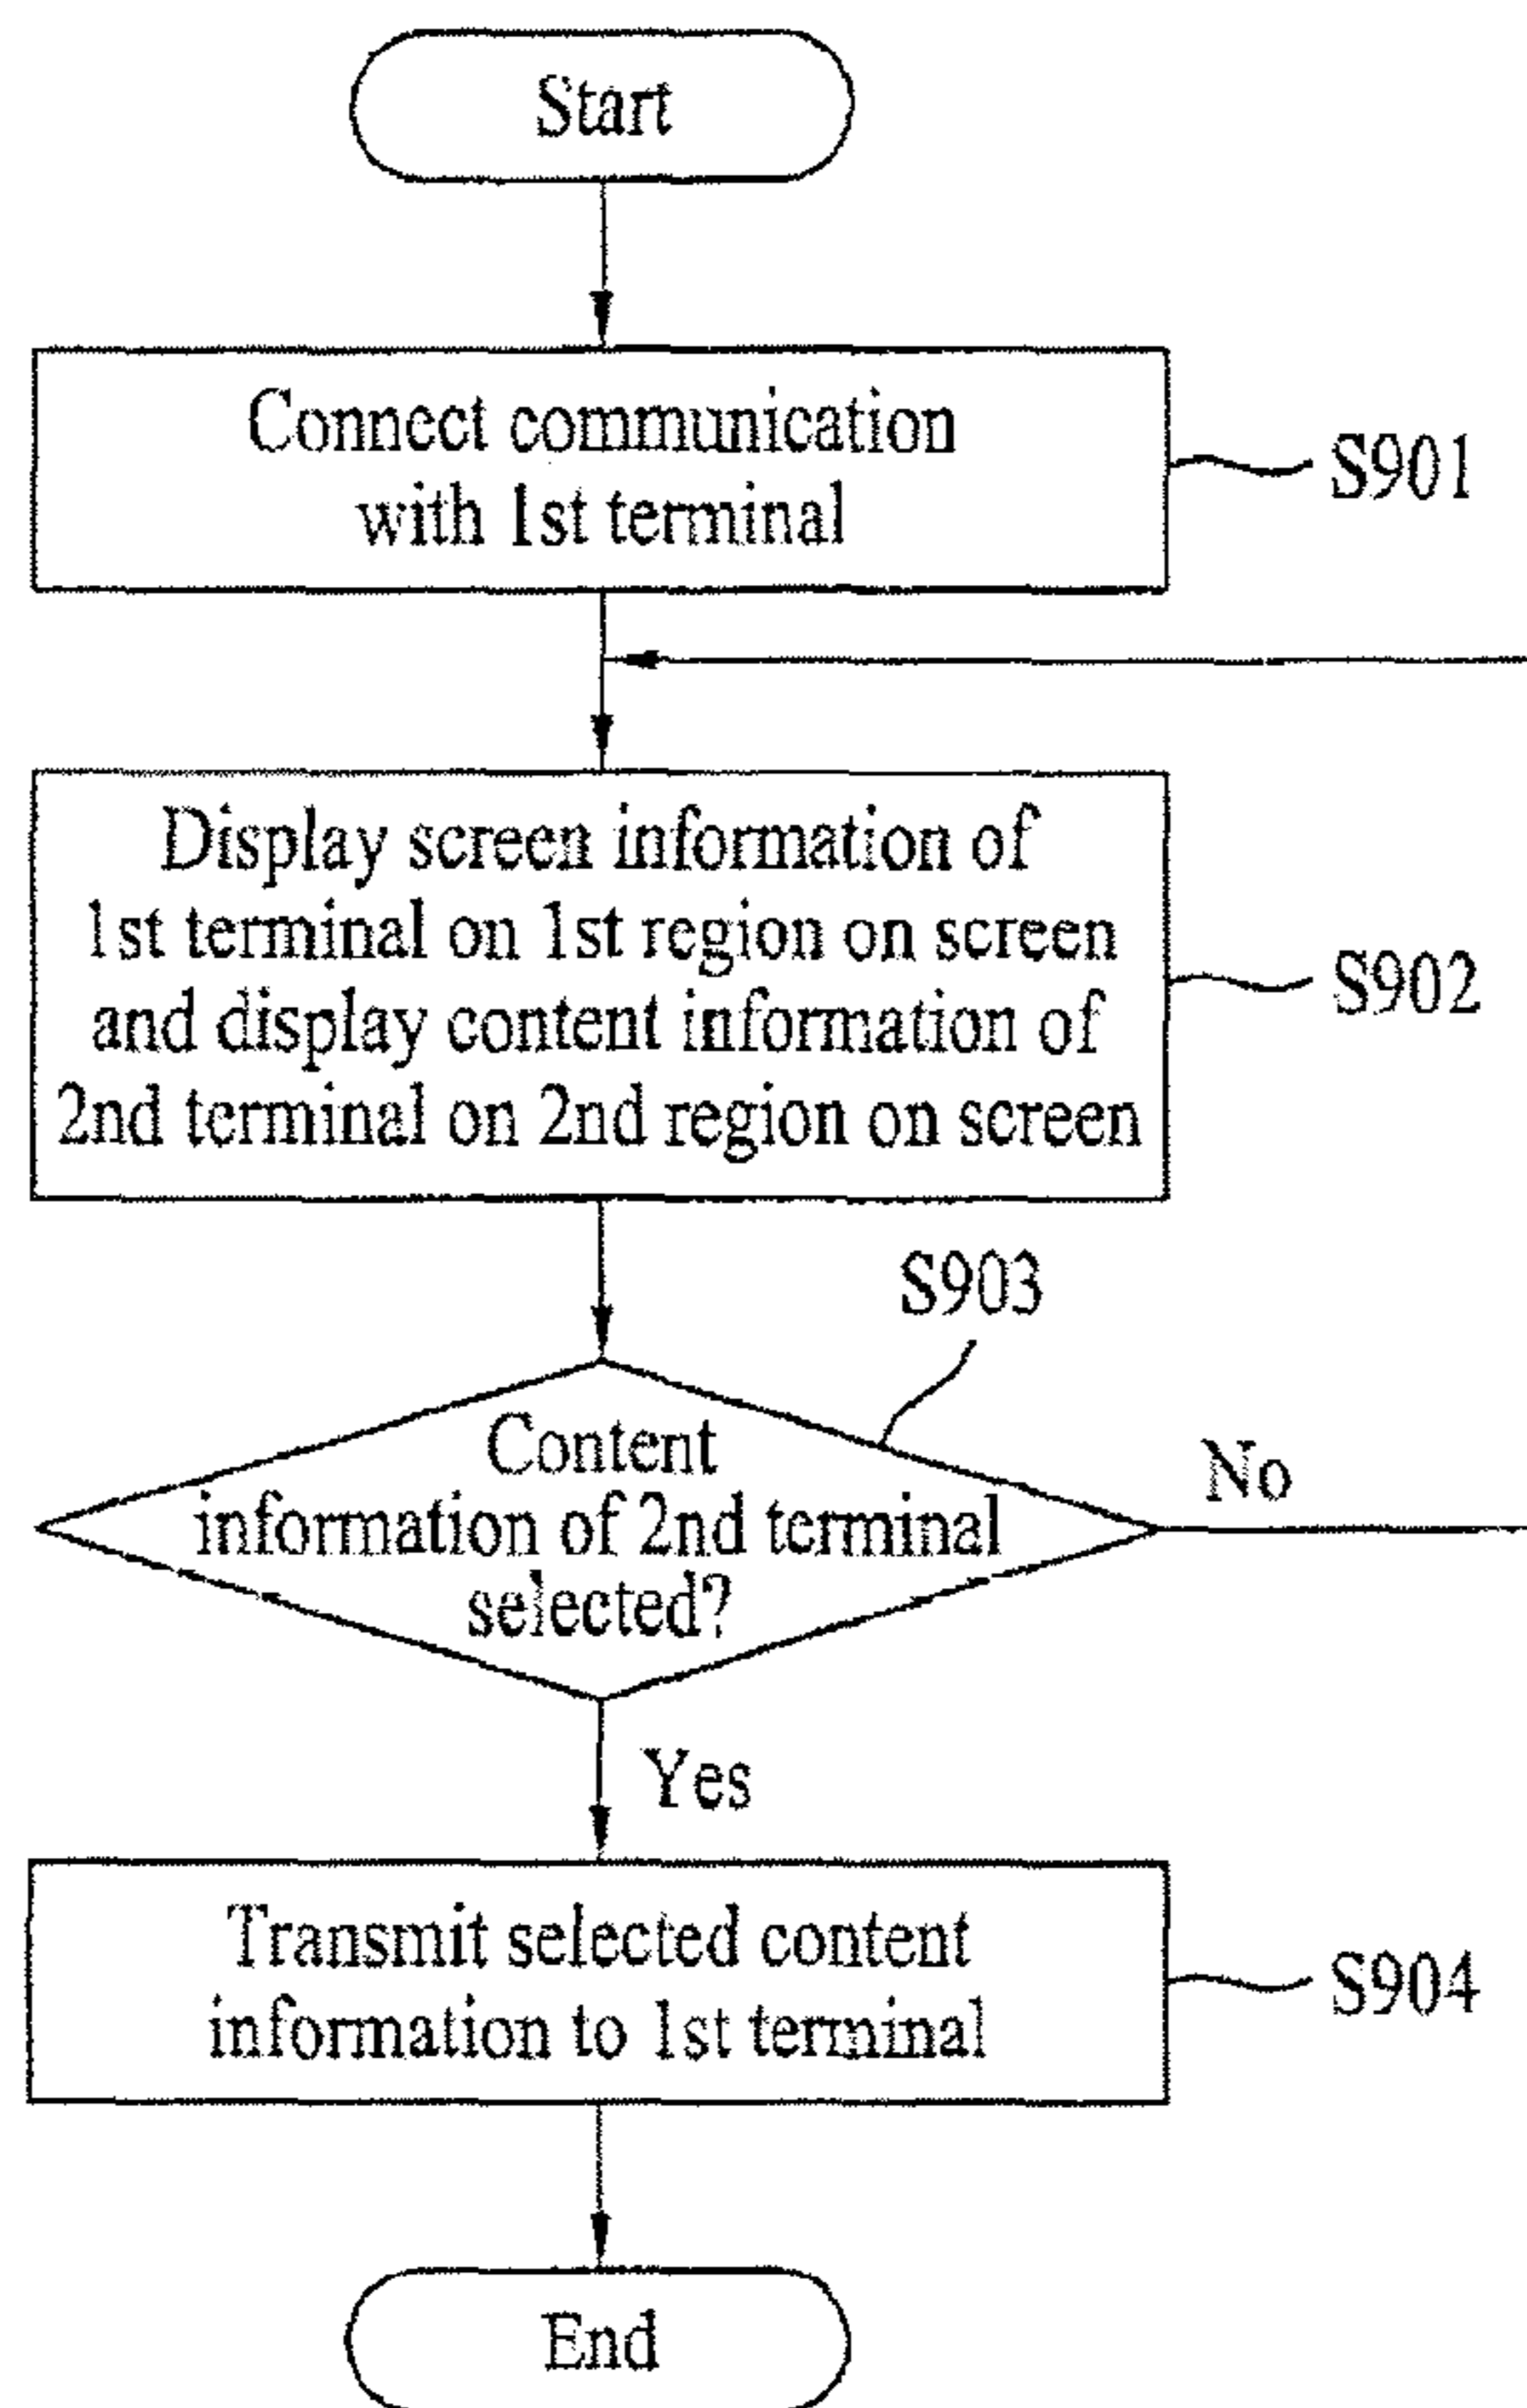 Start
Connect communication
with 1st terminal
S901
Display screen information of
1st terminal on 1st region on screen
and display content information of
2nd terminal on 2nd region on screen
S902
S903
Content
information of 2nd terminal
selected?
No
Yes
Transmit selected content
information to 1st terminal
S904
End